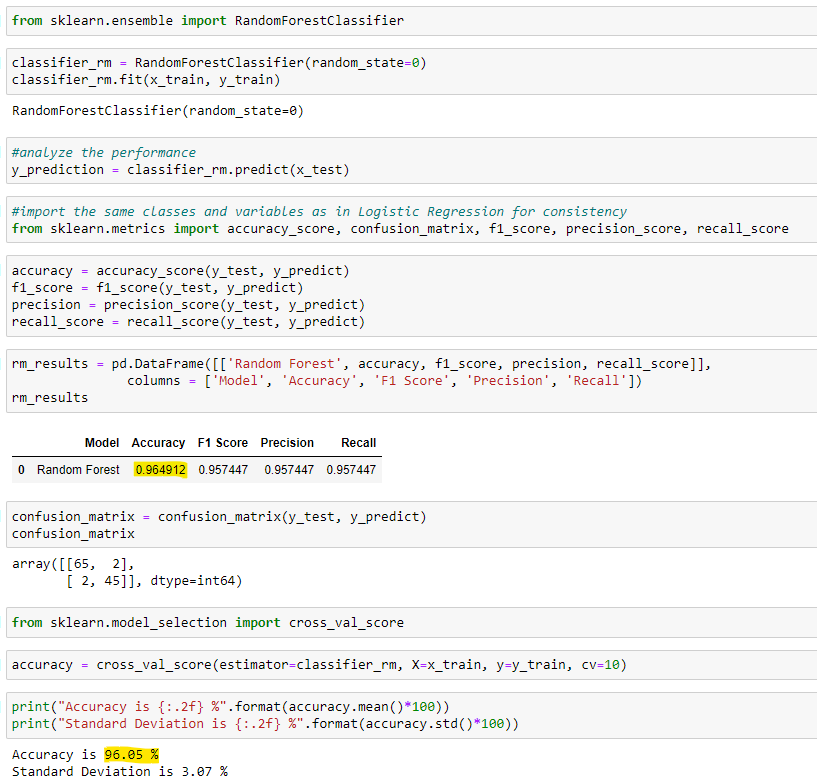 from sklearn.ensemble import RandomForestClassifier
classifier_rm = RandomForestClassifier(random_state=0)
classifier_rm.fit(x_train, y_train)
RandomForestClassifier(random_state=0)
#analyze the performance
y_prediction = classifier_rm.predict(x_test)
#import the same classes and variables as in Logistic Regression for consistency
from sklearn.metrics import accuracy_score, confusion_matrix, f1_score, precision_score, recall_score
accuracy = accuracy_score(y_test, y_predict)
f1_score = f1_score(y_test, y_predict)
precision = precision_score(y_test, y_predict)
recall_score = recall_score(y_test, y_predict)
rm_results = pd.DataFrame([['Random Forest', accuracy, f1_score, precision, recall_score]],
               columns = ['Model', 'Accuracy', 'F1 Score', 'Precision', 'Recall'])
rm_results
Model Accuracy F1 Score Precision Recall
0 Random Forest 0.964912 0.957447 0.957447 0.957447
confusion_matrix = confusion_matrix(y_test, y_predict)
confusion_matrix
array([[65,  2],
       [ 2, 45]], dtype=int64)
from sklearn.model_selection import cross_val_score
accuracy = cross_val_score(estimator=classifier_rm, X=x_train, y=y_train, cv=10)
print("Accuracy is {:.2f} %".format(accuracy.mean()*100))
print("Standard Deviation is {:.2f} %".format(accuracy.std()*100))
Accuracy is 96.05 %
Standard Deviation is 3.07 %